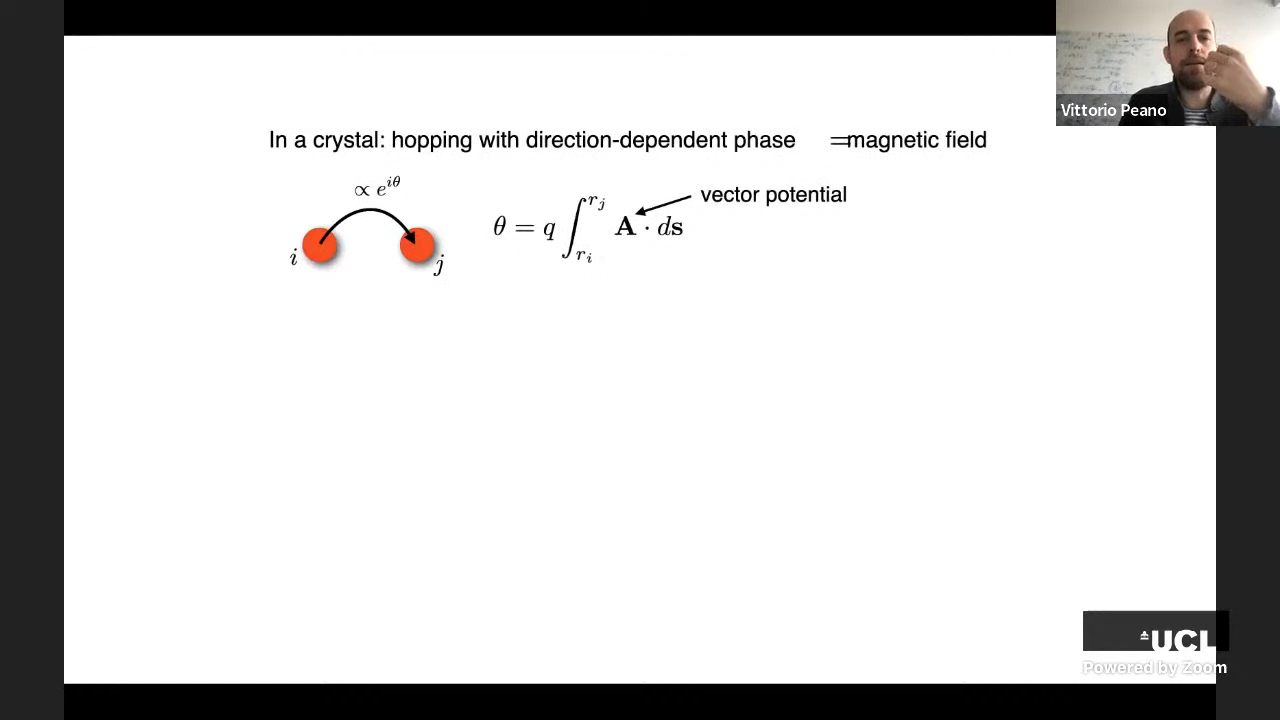 Vittorio Peano
In a crystal: hopping with direction-dependent phase =magnetic field
∝ e^{iθ}
vector potential
θ = q ∫_{r_i}^{r_j} A · ds
i
j
UCL
Powered by Zoom